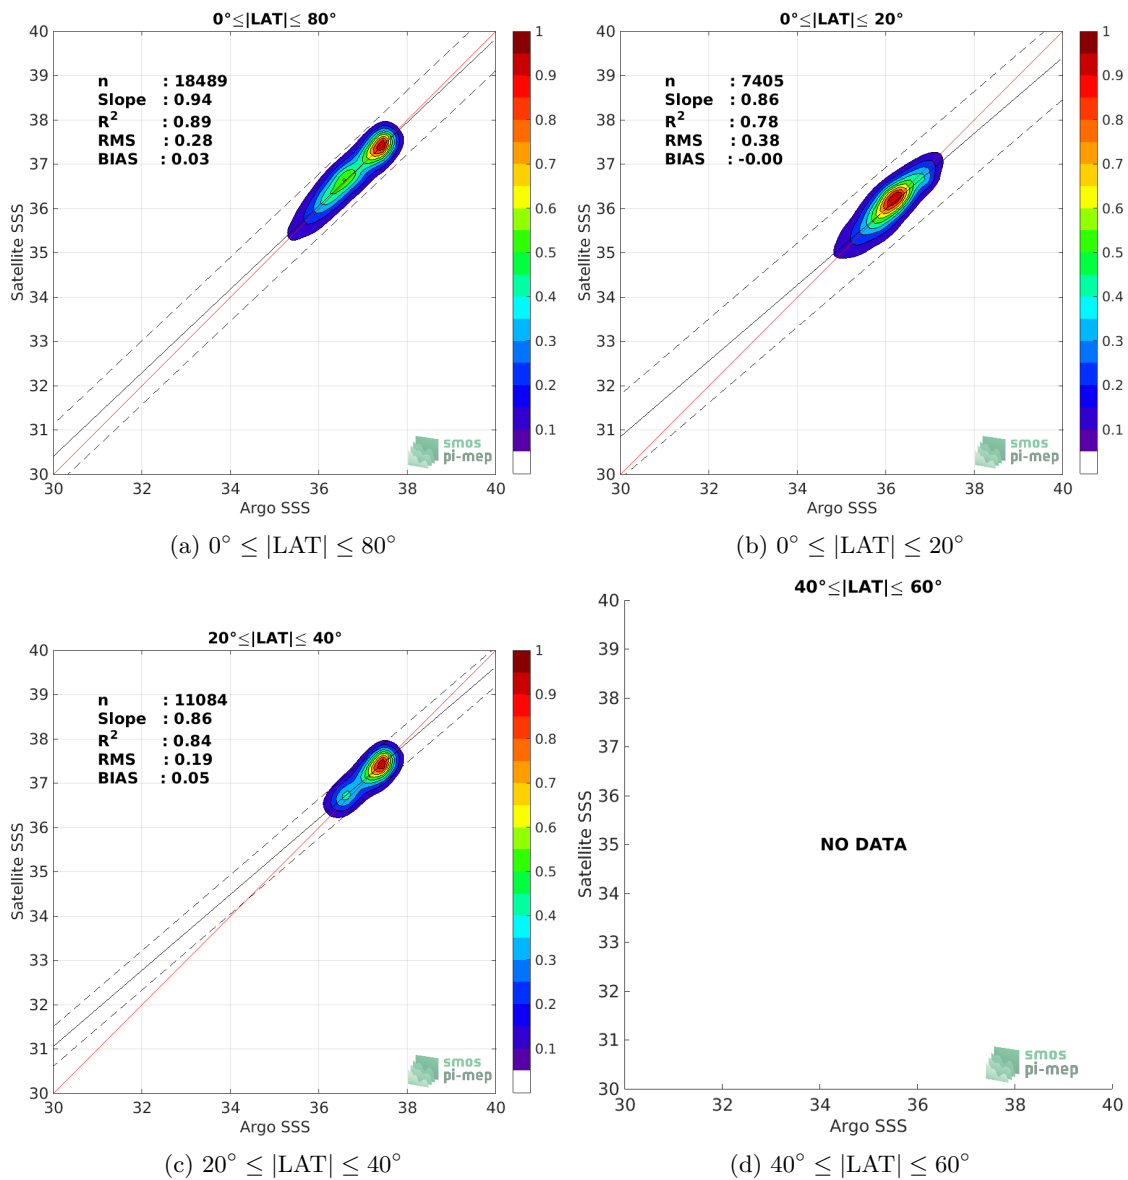 0°≤|LAT|≤ 80°
40
39
38
37
36
35
34
33
32
31
30
30 32 34 36 38 40
Satellite SSS
Argo SSS
n : 18489
Slope : 0.94
R² : 0.89
RMS : 0.28
BIAS : 0.03
1
0.9
0.8
0.7
0.6
0.5
0.4
0.3
0.2
0.1
smos
pi-mep
(a) 0° ≤ |LAT| ≤ 80°
0°≤|LAT|≤ 20°
40
39
38
37
36
35
34
33
32
31
30
30 32 34 36 38 40
Satellite SSS
Argo SSS
n : 7405
Slope : 0.86
R² : 0.78
RMS : 0.38
BIAS : -0.00
1
0.9
0.8
0.7
0.6
0.5
0.4
0.3
0.2
0.1
smos
pi-mep
(b) 0° ≤ |LAT| ≤ 20°
20°≤|LAT|≤ 40°
40
39
38
37
36
35
34
33
32
31
30
30 32 34 36 38 40
Satellite SSS
Argo SSS
n : 11084
Slope : 0.86
R² : 0.84
RMS : 0.19
BIAS : 0.05
1
0.9
0.8
0.7
0.6
0.5
0.4
0.3
0.2
0.1
smos
pi-mep
(c) 20° ≤ |LAT| ≤ 40°
40°≤|LAT|≤ 60°
40
39
38
37
36
35
34
33
32
31
30
30 32 34 36 38 40
Satellite SSS
Argo SSS
NO DATA
smos
pi-mep
(d) 40° ≤ |LAT| ≤ 60°